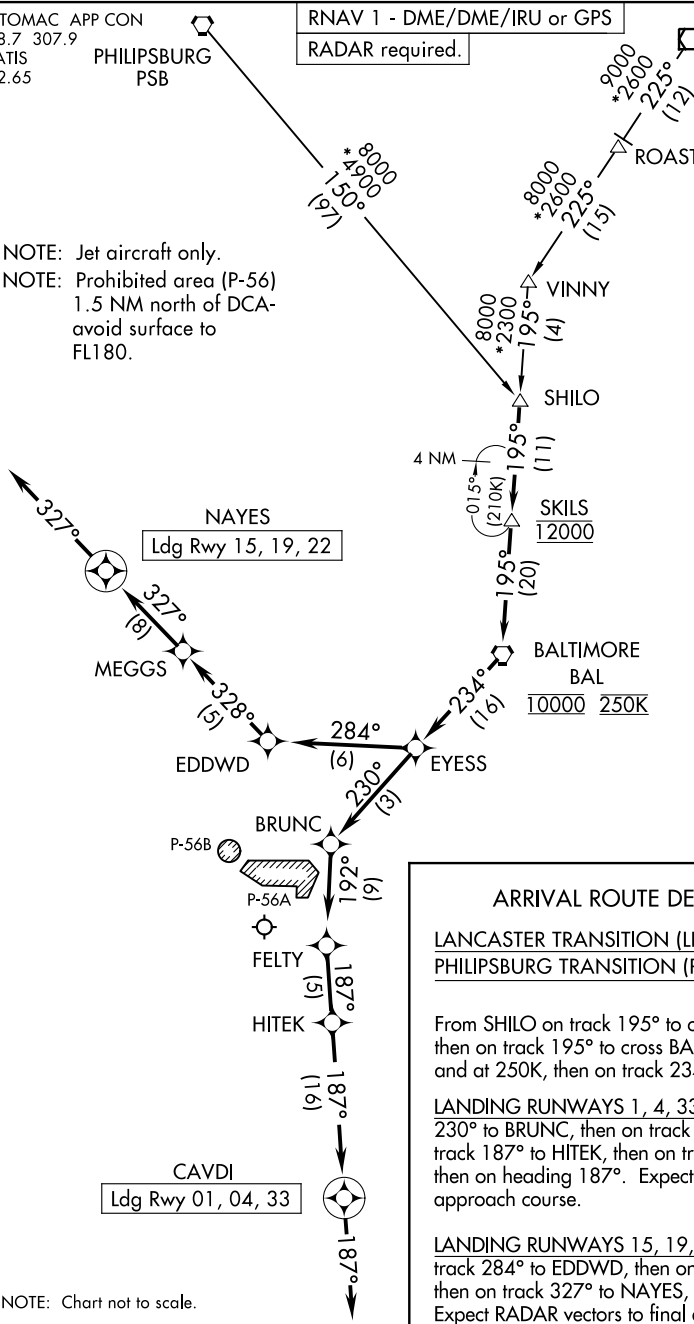 TOMAC APP CON
8.7 307.9
ATIS
2.65
RNAV 1 - DME/DME/IRU or GPS
RADAR required.
PHILIPSBURG
PSB
9000
*2600
225°
(12)
ROAST
8000
*4900
150°
(97)
8000
*2600
225°
(15)
NOTE: Jet aircraft only.
NOTE: Prohibited area (P-56)
1.5 NM north of DCA-
avoid surface to
FL180.
VINNY
8000
*2300
195°
(4)
SHILO
195°
(11)
4 NM
015°
(210K)
SKILS
12000
327°
NAYES
Ldg Rwy 15, 19, 22
195°
(20)
327°
(8)
MEGGS
BALTIMORE
BAL
10000 250K
328°
(5)
234°
(16)
EDDWD
284°
(6)
EYESS
230°
(3)
BRUNC
P-56B
P-56A
192°
(9)
FELTY
187°
(5)
HITEK
187°
(16)
CAVDI
Ldg Rwy 01, 04, 33
187°
NOTE: Chart not to scale.
ARRIVAL ROUTE DE
LANCASTER TRANSITION (L
PHILIPSBURG TRANSITION (
From SHILO on track 195° to c
then on track 195° to cross BA
and at 250K, then on track 23
LANDING RUNWAYS 1, 4, 33
230° to BRUNC, then on track
track 187° to HITEK, then on tr
then on heading 187°. Expect
approach course.
LANDING RUNWAYS 15, 19,
track 284° to EDDWD, then on
then on track 327° to NAYES,
Expect RADAR vectors to final